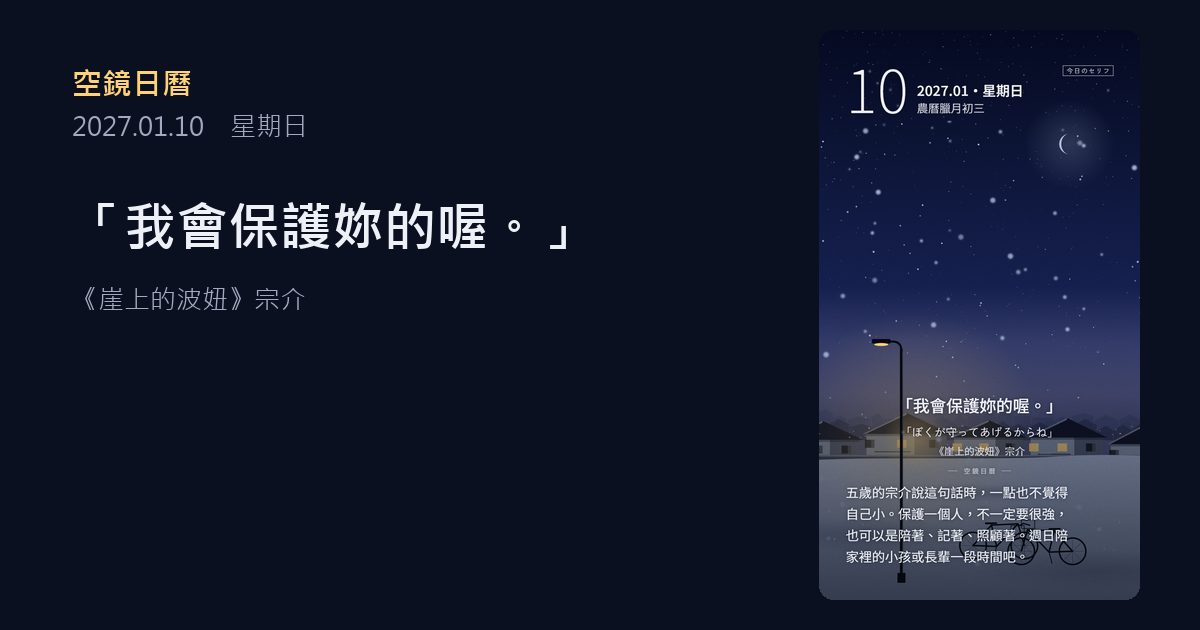 空鏡日曆
2027.01.10 星期日
「我會保護妳的喔。」
《崖上的波妞》宗介
今日のセリフ
10
2027.01・星期日
農曆臘月初三
「我會保護妳的喔。」
「ぼくが守ってあげるからね」
《崖上的波妞》宗介
— 空鏡日曆 —
五歲的宗介說這句話時，一點也不覺得
自己小。保護一個人，不一定要很強，
也可以是陪著、記著、照顧著。週日陪
家裡的小孩或長輩一段時間吧。